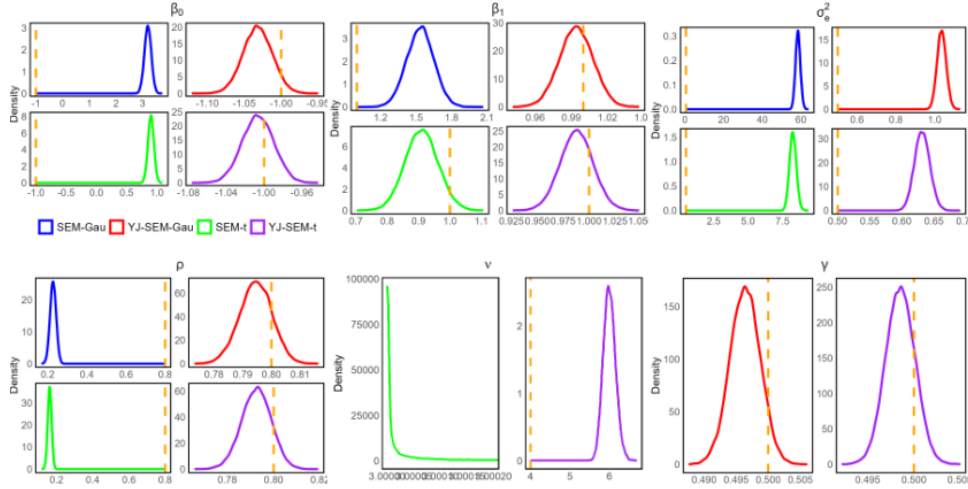 β₀ β₁ σ²ₑ
3 20 3 30 0.3 15
2 15 2 20 0.2 10
1 10 1 10 0.1 5
5
0 0 0 0 0.0 0
Density Density Density
-1 0 1 2 3 -1.10 -1.05 -1.00 -0.95 1.2 1.5 1.8 2.1 0.96 1.00 1.04 0 20 40 60 0.6 0.8 1.0
8 25 25 1.5 30
6 20 6 20 1.0 20
4 15 4 15 0.5 10
2 10 2 10
5 5
0 0 0 0 0.0 0
-1.0 -0.5 0.0 0.5 1.0 -1.08 -1.04 -1.00 -0.96 0.7 0.8 0.9 1.0 1.1 0.925 0.950 0.975 1.000 1.025 1.05 2.5 5.0 7.5 0.50 0.55 0.60 0.65 0.70
SEM-Gau YJ-SEM-Gau SEM-t YJ-SEM-t
ρ ν γ
20 60 100000 150 250
10 40 75000 2 100 200
20 50000 1 50 150
0 0 25000 100
0.2 0.4 0.6 0.8 0.78 0.79 0.80 0.81 50
Density Density Density
30 60
20 40
10 20
0 0 0 0 0 0
0.2 0.4 0.6 0.8 0.78 0.80 0.82 4 5 6 0.490 0.495 0.500 0.505 0.495 0.500 0.505